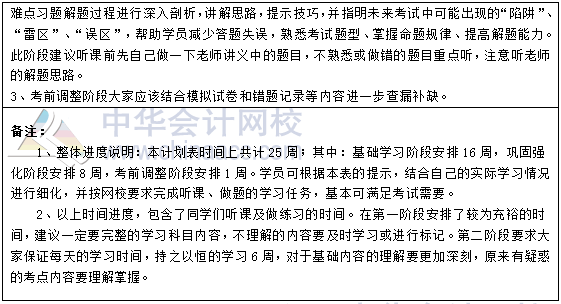 难点习题解题过程进行深入剖析，讲解思路，提示技巧，并指明未来考试中可能出现的“陷阱”、
“雷区”、“误区”，帮助学员减少答题失误，熟悉考试题型、掌握命题规律、提高解题能力。
此阶段建议听课前先自己做一下老师讲义中的题目，不熟悉或做错的题目重点听，注意听老师
的解题思路。
3、考前调整阶段大家应该结合模拟试卷和错题记录等内容进一步查漏补缺。
备注：
中华会计网校
1、整体进度说明：本计划表时间上共计 25 周；其中：基础学习阶段安排 16 周，巩固强
化阶段安排 8 周，考前调整阶段安排 1 周。学员可根据本表的提示，结合自己的实际学习情况
进行细化，并按网校要求完成听课、做题的学习任务，基本可满足考试需要。
2、以上时间进度，包含了同学们听课及做练习的时间。在第一阶段安排了较为充裕的时
间，建议一定要完整的学习科目内容，不理解的内容要及时学习或进行标记。第二阶段要求大
家保证每天的学习时间，持之以恒的学习 6 周，对于基础内容的理解要更加深刻，原来有疑惑
的考点内容要理解掌握。